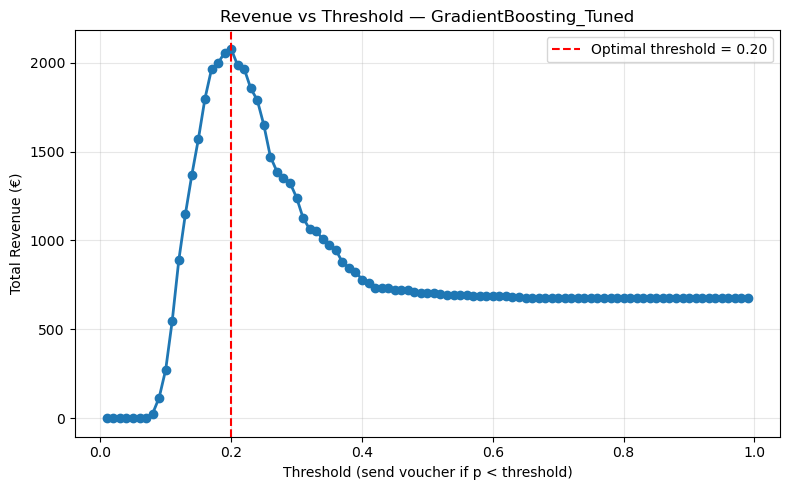 Revenue vs Threshold — GradientBoosting_Tuned
Optimal threshold = 0.20
Total Revenue (€)
2000
1500
1000
500
0
0.0 0.2 0.4 0.6 0.8 1.0
Threshold (send voucher if p < threshold)